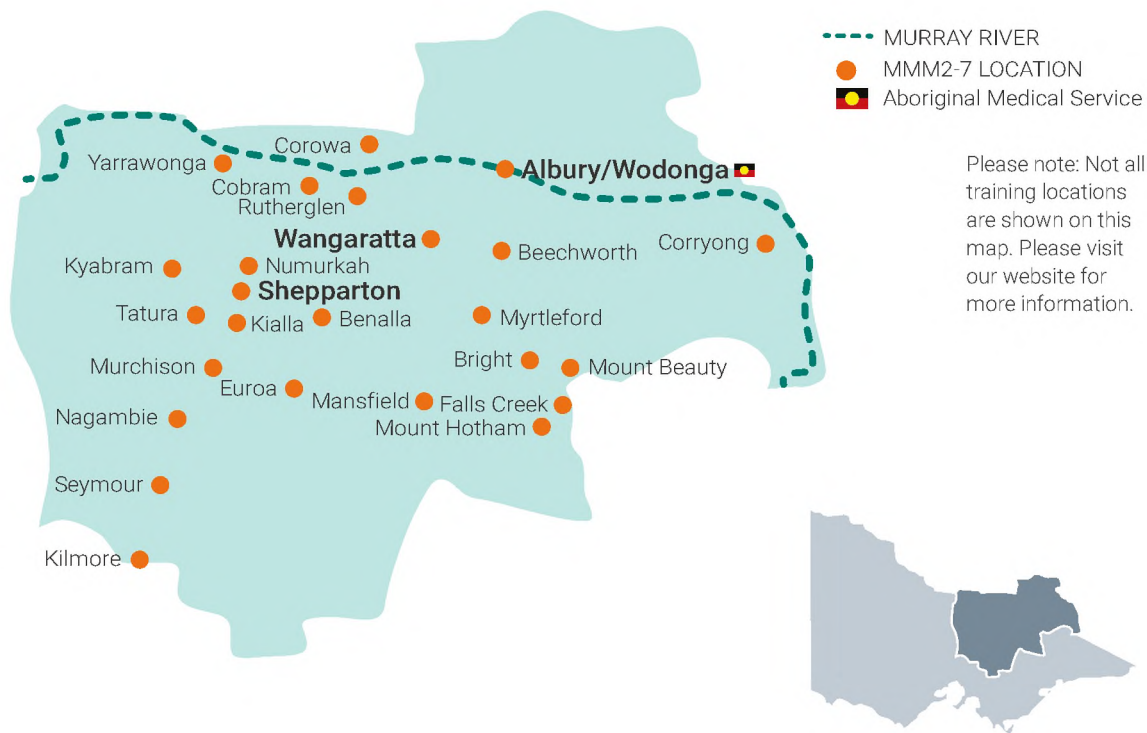 MURRAY RIVER
MMM2-7 LOCATION
Aboriginal Medical Service
Please note: Not all
training locations
are shown on this
map. Please visit
our website for
more information.
Corowa
Yarrawonga
Albury/Wodonga
Cobram
Rutherglen
Wangaratta
Beechworth
Corryong
Kyabram
Numurkah
Shepparton
Tatura
Kialla
Benalla
Myrtleford
Murchison
Bright
Mount Beauty
Euroa
Mansfield
Falls Creek
Nagambie
Mount Hotham
Seymour
Kilmore